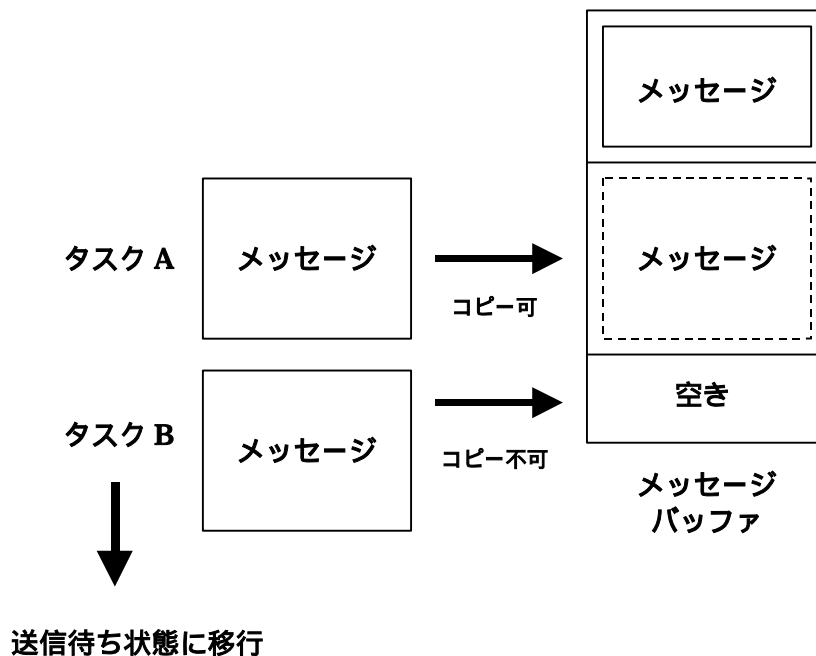 メッセージ
タスク A
メッセージ
コピー可
メッセージ
タスク B
メッセージ
コピー不可
空き
メッセージ
バッファ
送信待ち状態に移行